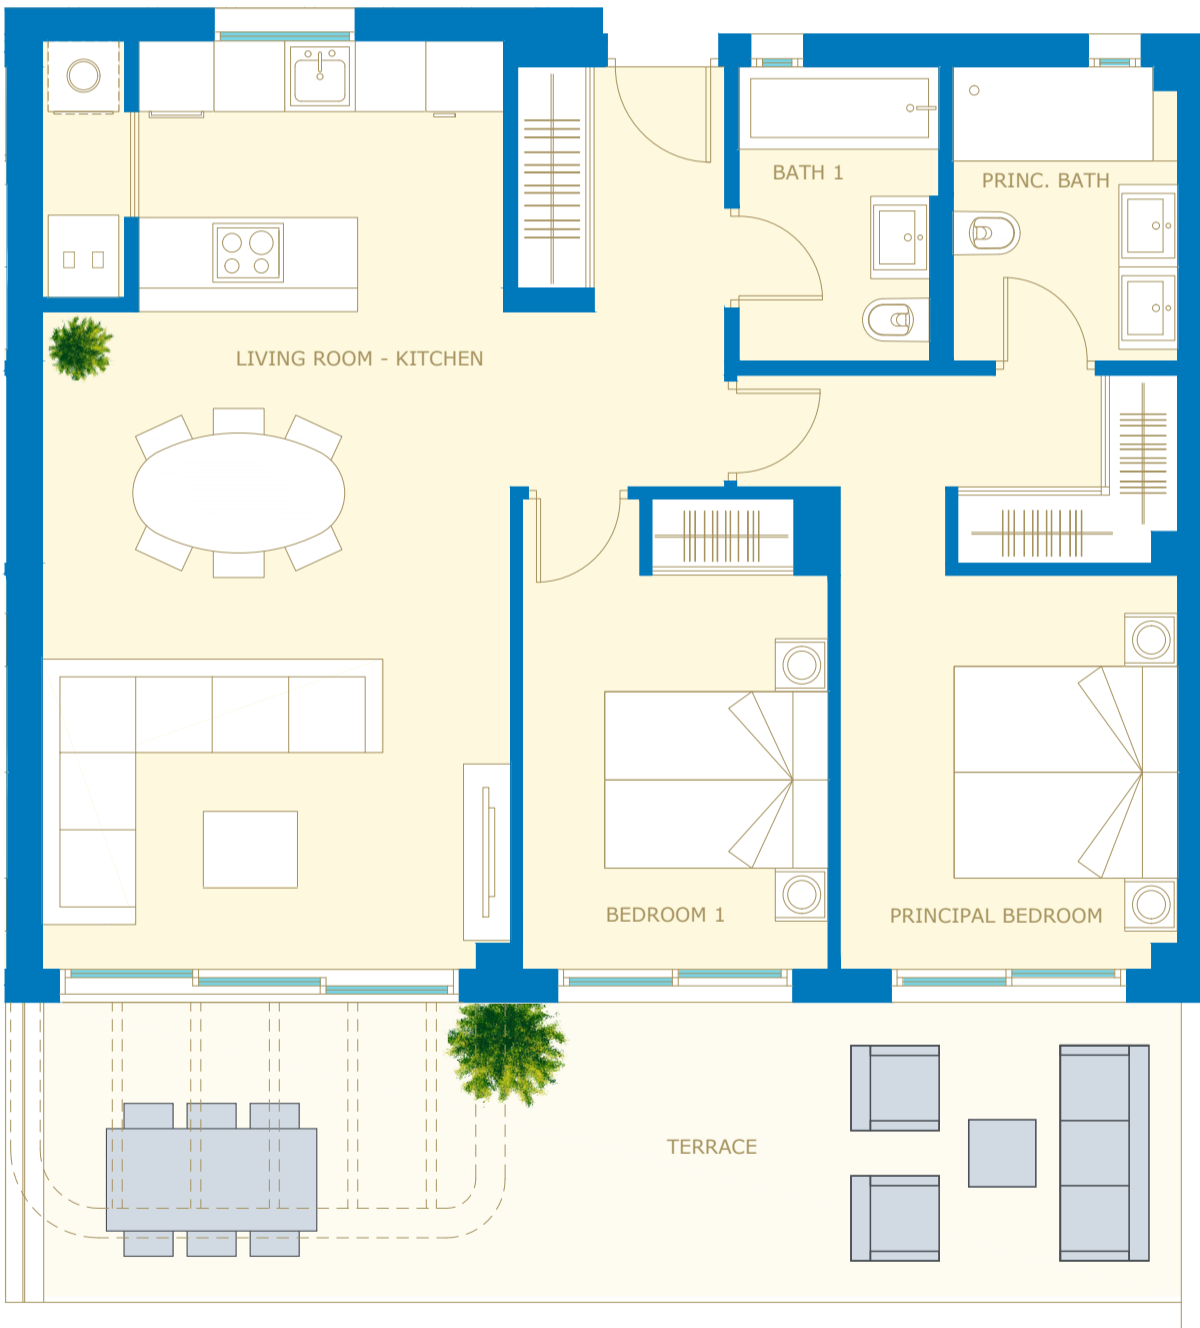 BATH 1
PRINC. BATH
LIVING ROOM - KITCHEN
BEDROOM 1
PRINCIPAL BEDROOM
TERRACE